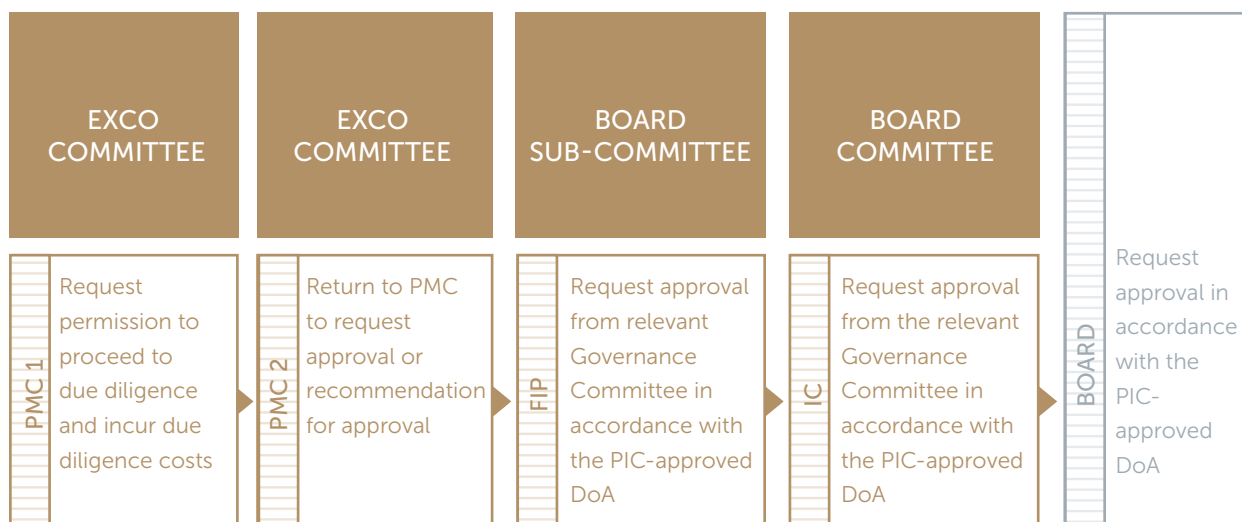 EXCO
COMMITTEE
EXCO
COMMITTEE
BOARD
SUB-COMMITTEE
BOARD
COMMITTEE
PMC 1
Request
permission to
proceed to
due diligence
and incur due
diligence costs
PMC 2
Return to PMC
to request
approval or
recommendation
for approval
FIP
Request approval
from relevant
Governance
Committee in
accordance with
the PIC-approved
DoA
IC
Request approval
from the relevant
Governance
Committee in
accordance with
the PIC-approved
DoA
BOARD
Request
approval in
accordance
with the
PIC-
approved
DoA